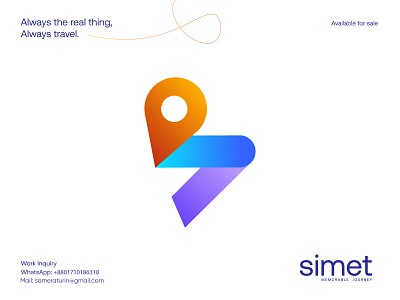 Always the real thing,
Always travel.
Available for sale
Work Inquiry
WhatsApp: +8801710186318
Mail: sameraturin@gmail.com
simet
MEMORABLE JOURNEY